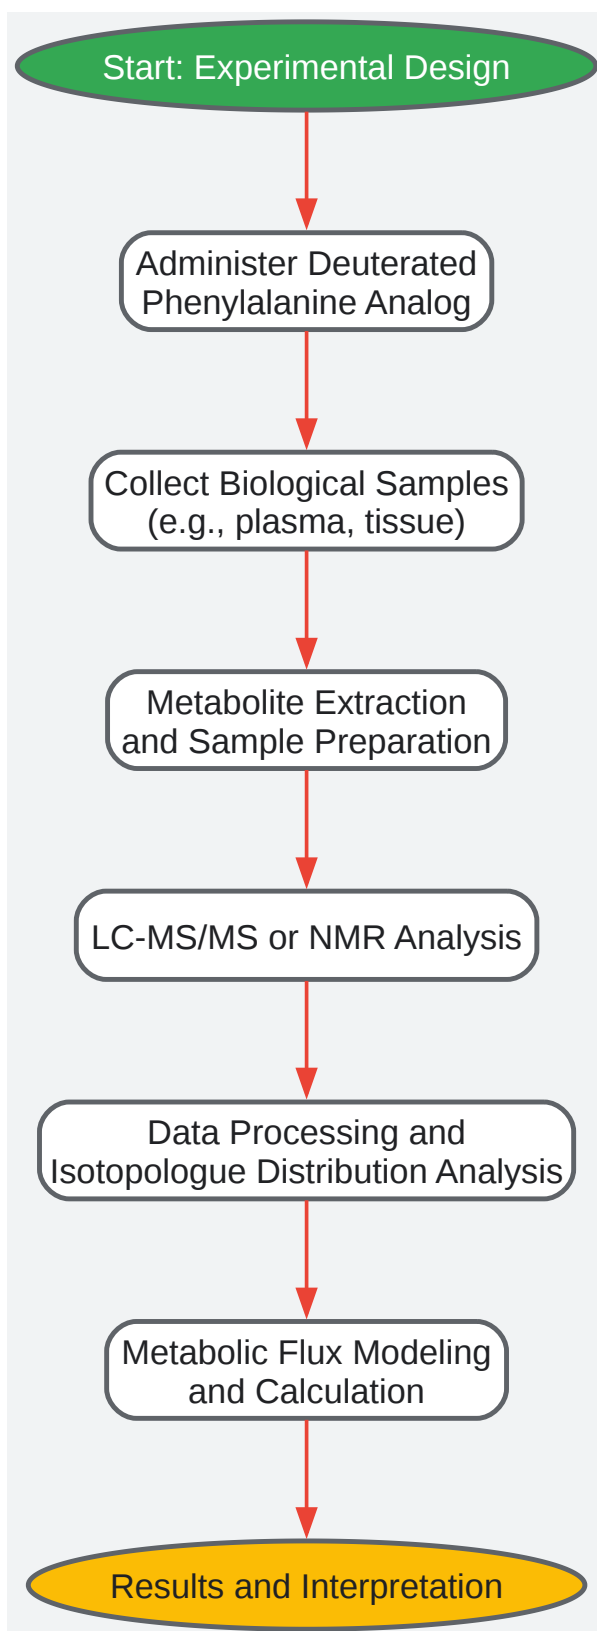 Start: Experimental Design
Administer Deuterated
Phenylalanine Analog
Collect Biological Samples
(e.g., plasma, tissue)
Metabolite Extraction
and Sample Preparation
LC-MS/MS or NMR Analysis
Data Processing and
Isotopologue Distribution Analysis
Metabolic Flux Modeling
and Calculation
Results and Interpretation